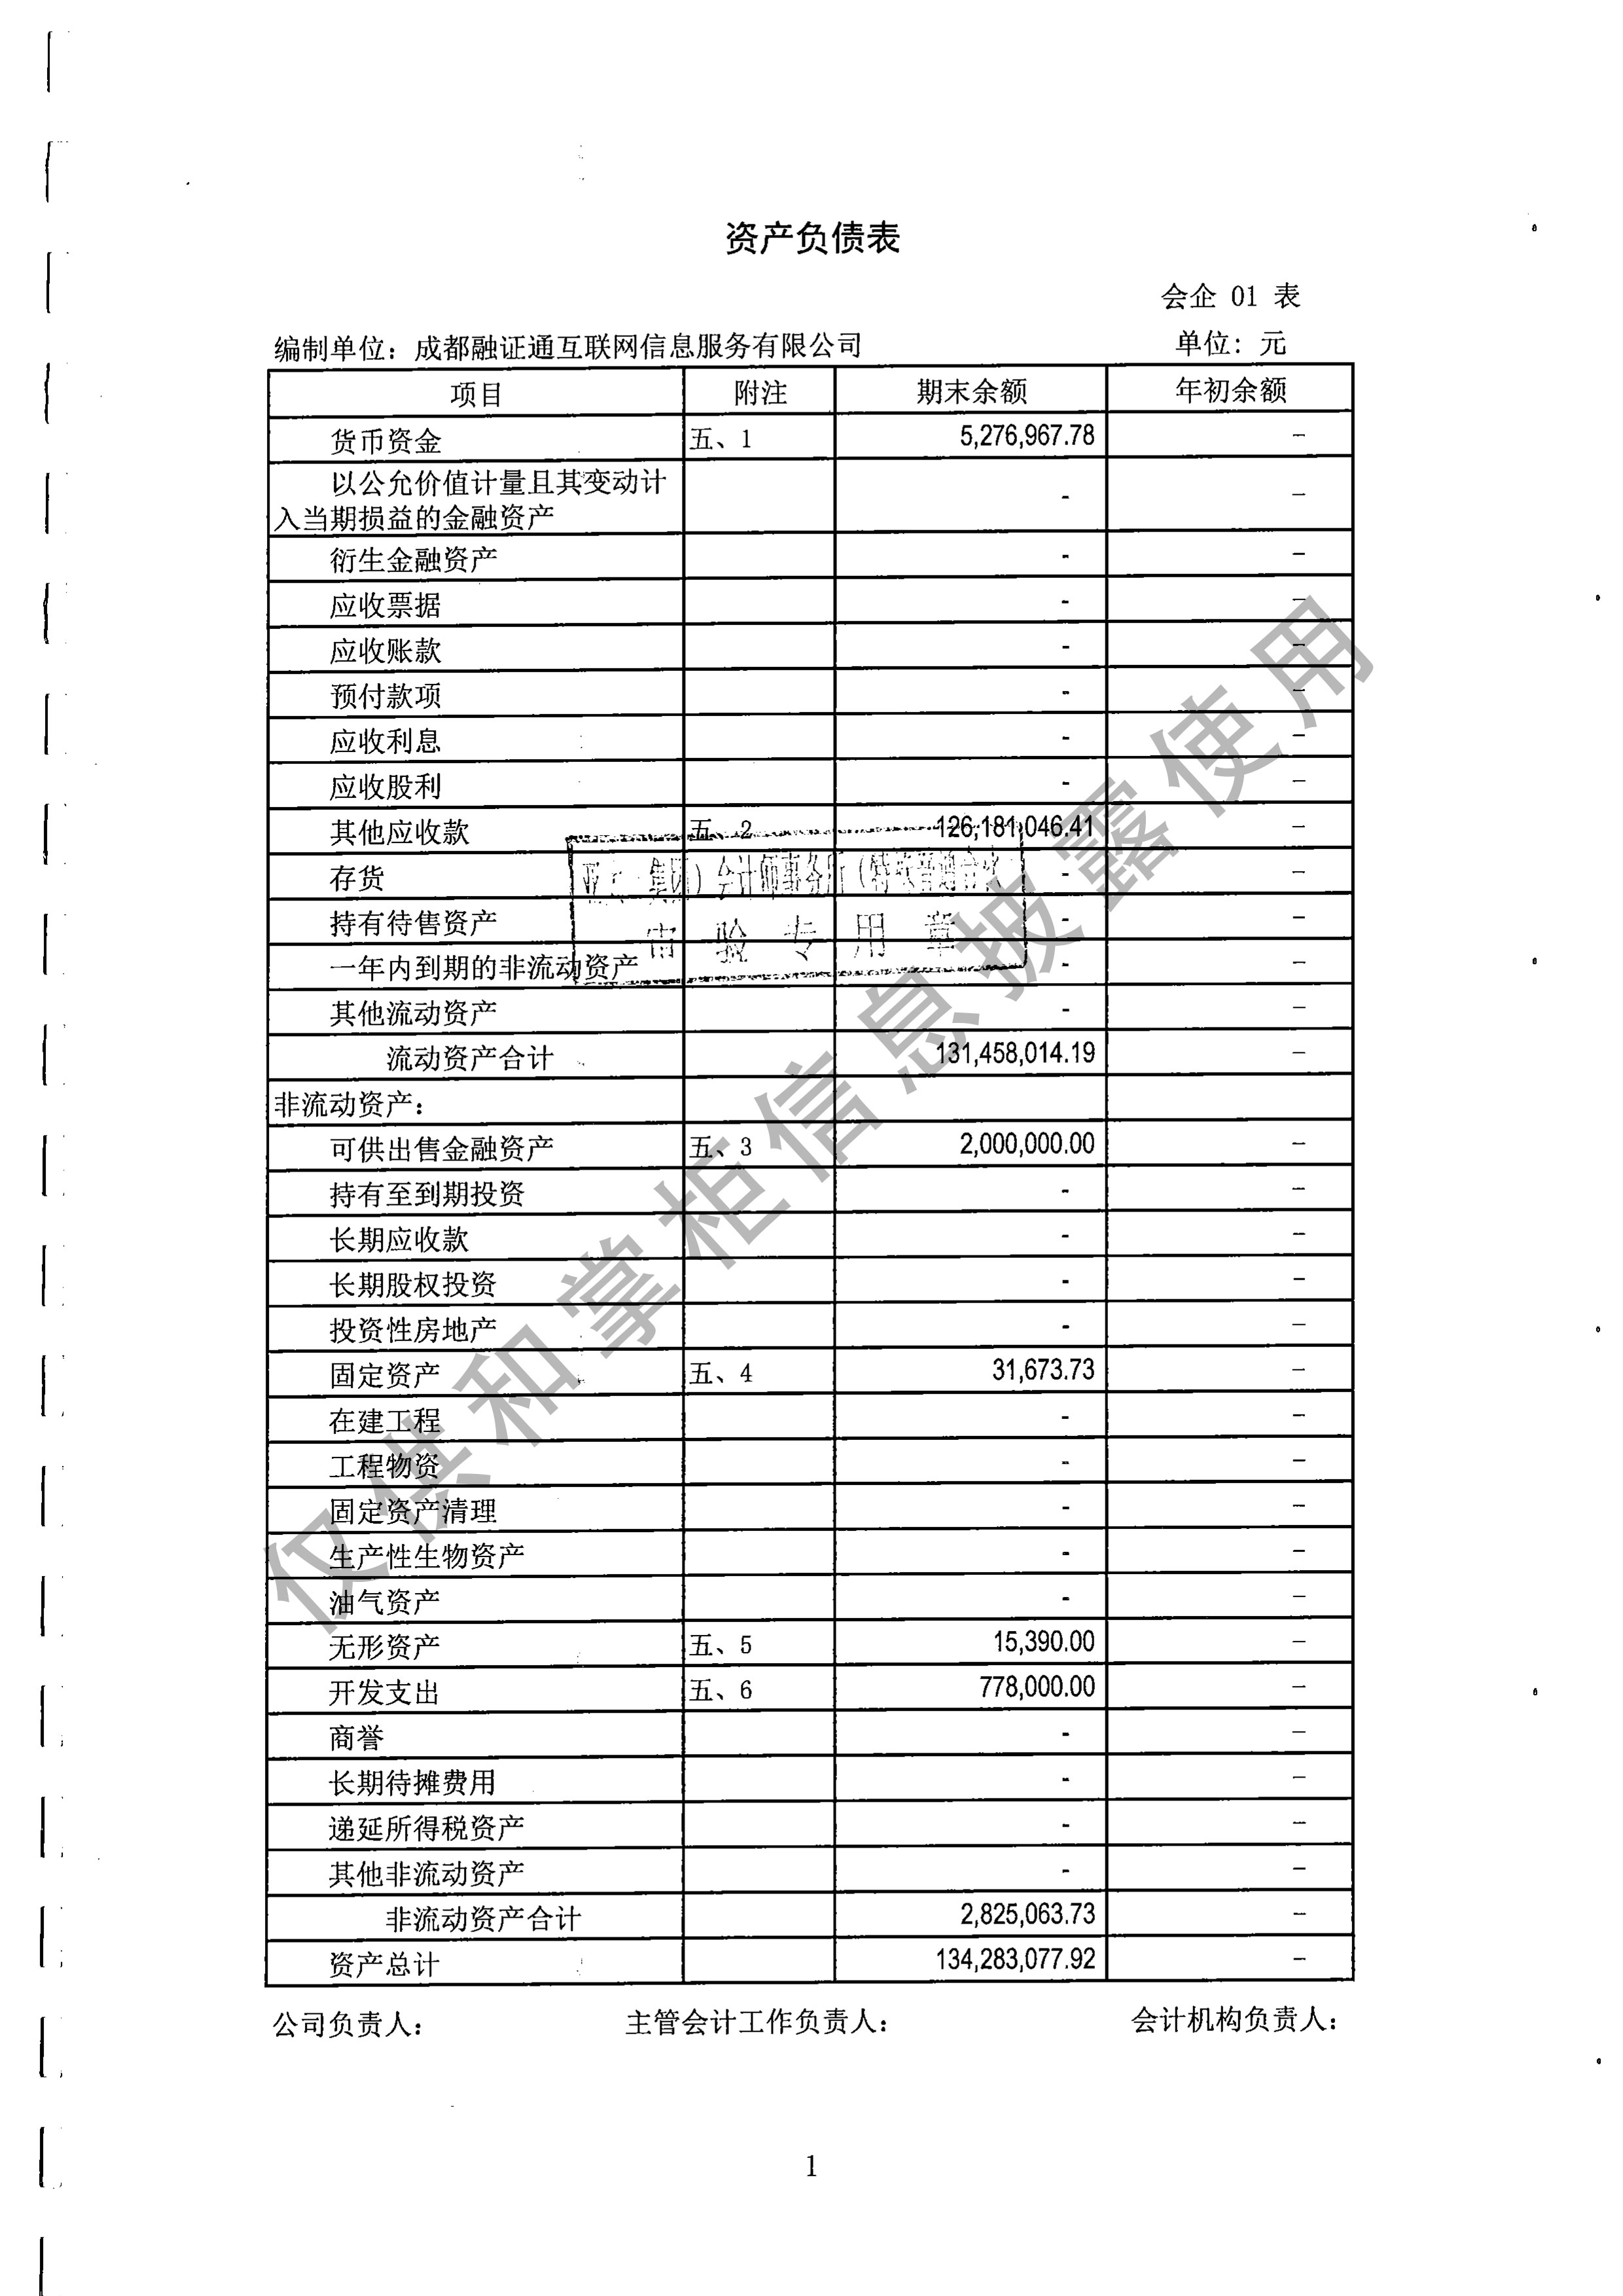 资产负债表
会企 01 表
编制单位：成都融证通互联网信息服务有限公司 单位：元
项目 附注 期末余额 年初余额
货币资金 五、1 5,276,967.78 -
以公允价值计量且其变动计
入当期损益的金融资产 - -
衍生金融资产 - -
应收票据 - -
应收账款 - -
预付款项 - -
应收利息 - -
应收股利 - -
其他应收款 五、2 126,181,046.41 -
存货 - -
持有待售资产 - -
一年内到期的非流动资产 - -
其他流动资产 - -
流动资产合计 131,458,014.19 -
非流动资产：
可供出售金融资产 五、3 2,000,000.00 -
持有至到期投资 - -
长期应收款 - -
长期股权投资 - -
投资性房地产 - -
固定资产 五、4 31,673.73 -
在建工程 - -
工程物资 - -
固定资产清理 - -
生产性生物资产 - -
油气资产 - -
无形资产 五、5 15,390.00 -
开发支出 五、6 778,000.00 -
商誉 - -
长期待摊费用 - -
递延所得税资产 - -
其他非流动资产 - -
非流动资产合计 2,825,063.73 -
资产总计 134,283,077.92 -
公司负责人： 主管会计工作负责人： 会计机构负责人：
1
集团）会计师事务所（特殊普通合伙
审验专用章
仅供和掌柜信息披露使用